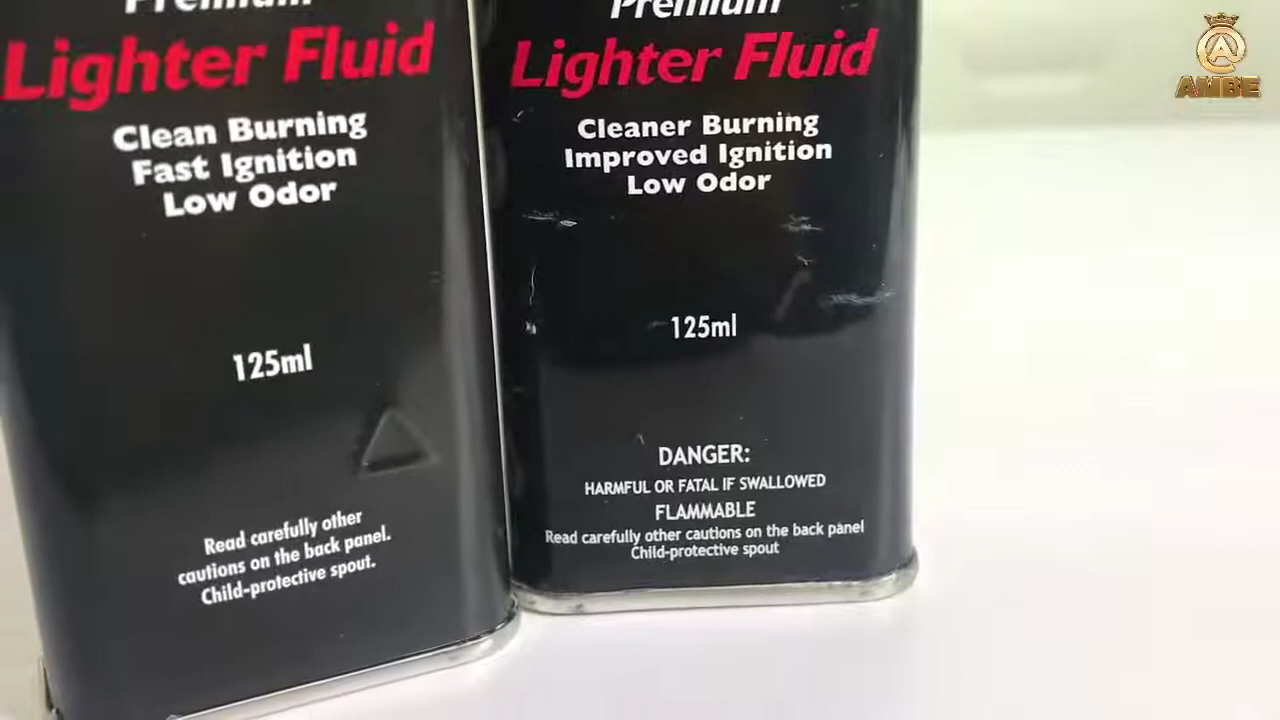 Premium
Lighter Fluid
Clean Burning
Fast Ignition
Low Odor
125ml
Read carefully other
cautions on the back panel.
Child-protective spout.
Premium
Lighter Fluid
Cleaner Burning
Improved Ignition
Low Odor
125ml
DANGER:
HARMFUL OR FATAL IF SWALLOWED
FLAMMABLE
Read carefully other cautions on the back panel
Child-protective spout
AMBE